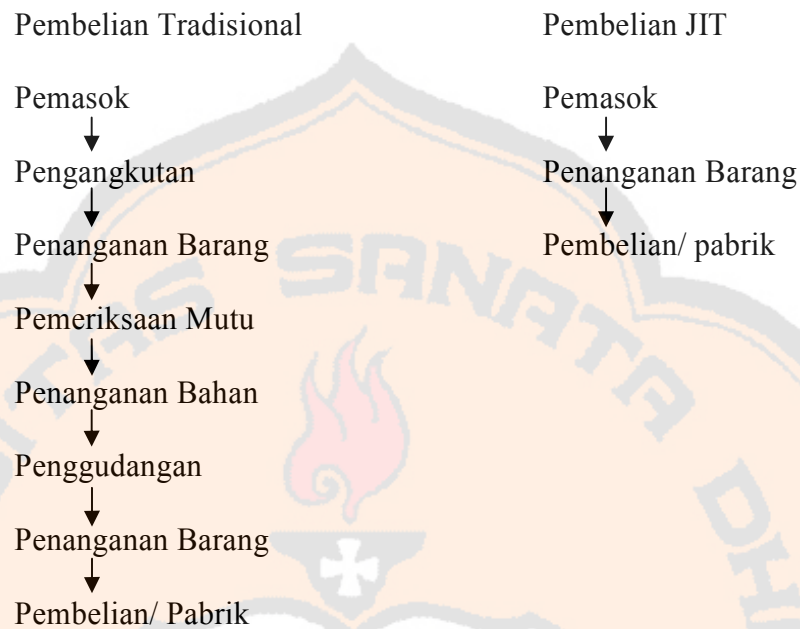 Pembelian Tradisional
Pemasok
Pengangkutan
Penanganan Barang
Pemeriksaan Mutu
Penanganan Bahan
Penggudangan
Penanganan Barang
Pembelian/ Pabrik
Pembelian JIT
Pemasok
Penanganan Barang
Pembelian/ pabrik
SANATA